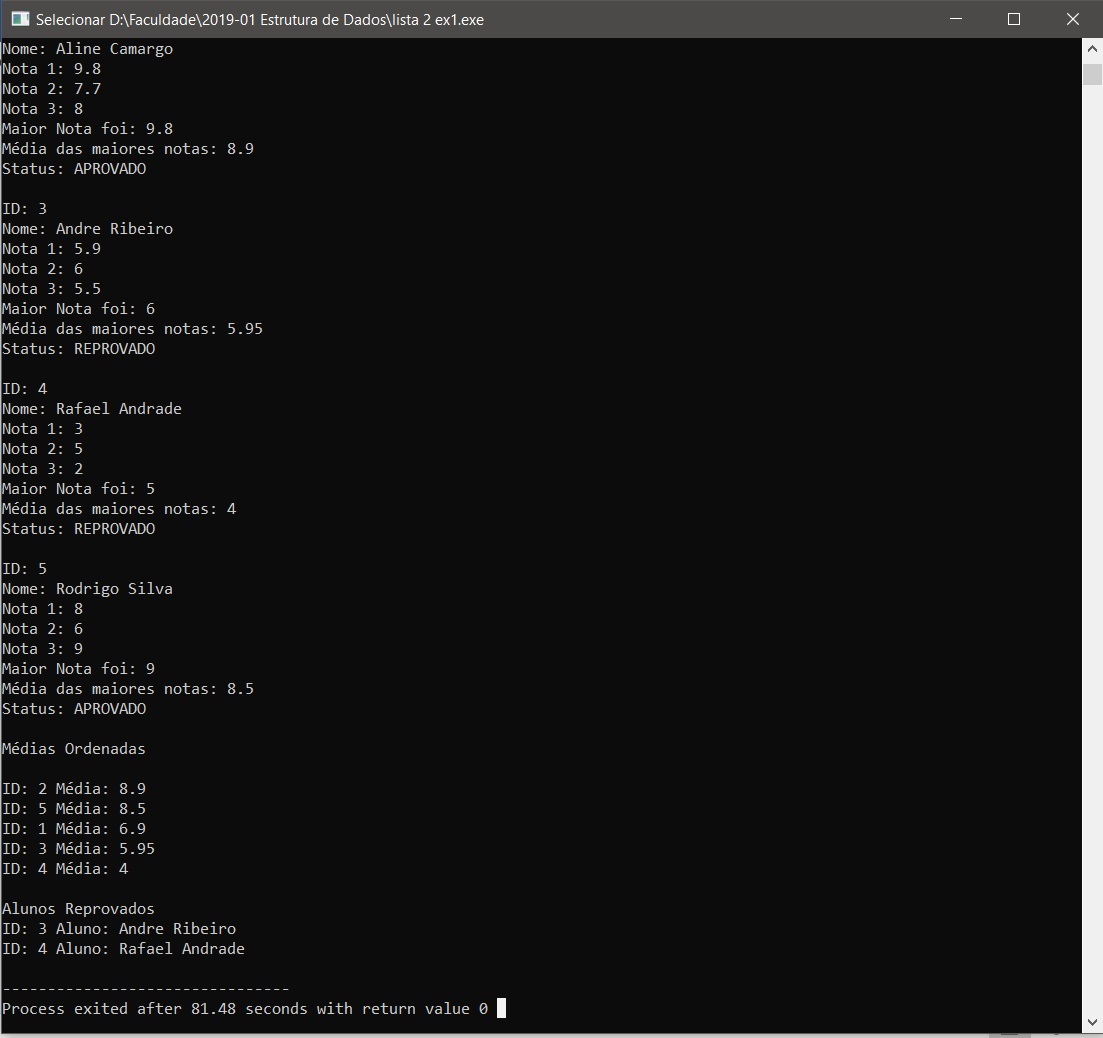 Selecionar D:\Faculdade\2019-01 Estrutura de Dados\lista 2 ex1.exe
Nome: Aline Camargo
Nota 1: 9.8
Nota 2: 7.7
Nota 3: 8
Maior Nota foi: 9.8
Média das maiores notas: 8.9
Status: APROVADO

ID: 3
Nome: Andre Ribeiro
Nota 1: 5.9
Nota 2: 6
Nota 3: 5.5
Maior Nota foi: 6
Média das maiores notas: 5.95
Status: REPROVADO

ID: 4
Nome: Rafael Andrade
Nota 1: 3
Nota 2: 5
Nota 3: 2
Maior Nota foi: 5
Média das maiores notas: 4
Status: REPROVADO

ID: 5
Nome: Rodrigo Silva
Nota 1: 8
Nota 2: 6
Nota 3: 9
Maior Nota foi: 9
Média das maiores notas: 8.5
Status: APROVADO

Médias Ordenadas

ID: 2 Média: 8.9
ID: 5 Média: 8.5
ID: 1 Média: 6.9
ID: 3 Média: 5.95
ID: 4 Média: 4

Alunos Reprovados
ID: 3 Aluno: Andre Ribeiro
ID: 4 Aluno: Rafael Andrade

--------------------------------
Process exited after 81.48 seconds with return value 0